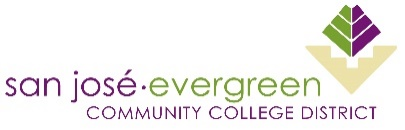 san josé·evergreen
COMMUNITY COLLEGE DISTRICT